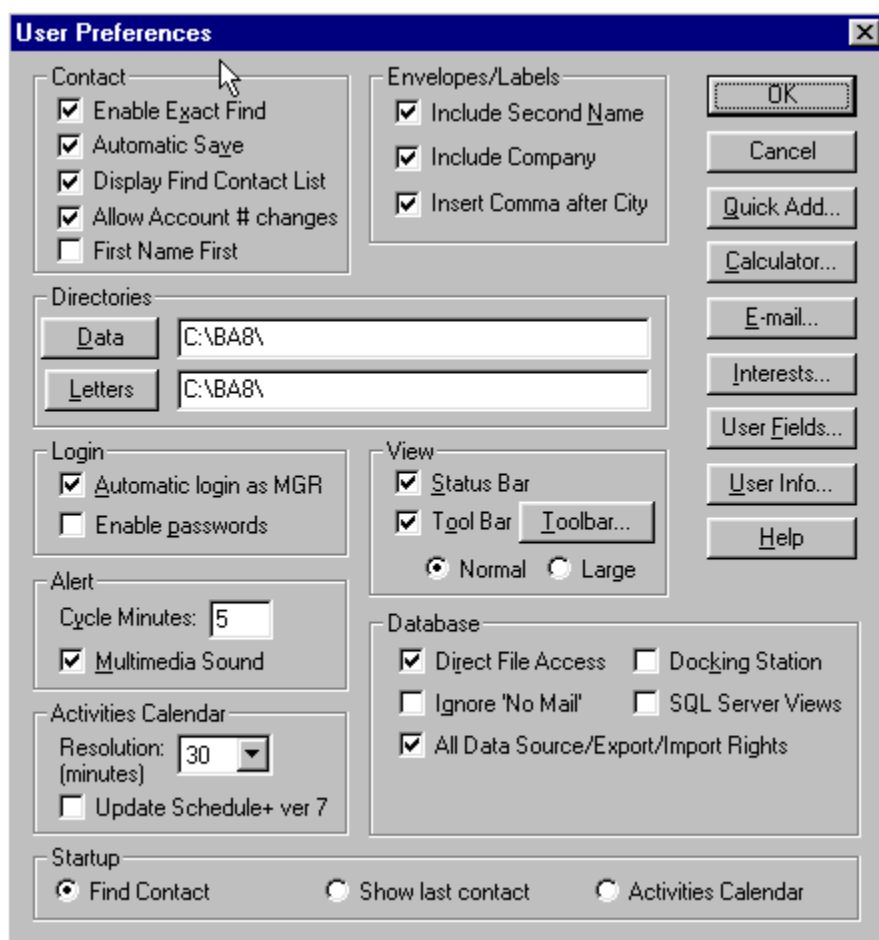 User Preferences
Contact
Enable Exact Find
Automatic Save
Display Find Contact List
Allow Account # changes
First Name First
Envelopes/Labels
Include Second Name
Include Company
Insert Comma after City
OK
Cancel
Quick Add...
Calculator...
E-mail...
Interests...
User Fields...
User Info...
Help
Directories
Data C:\BA8\
Letters C:\BA8\
Login
Automatic login as MGR
Enable passwords
View
Status Bar
Tool Bar Toolbar...
Normal Large
Alert
Cycle Minutes: 5
Multimedia Sound
Database
Direct File Access Docking Station
Ignore 'No Mail' SQL Server Views
All Data Source/Export/Import Rights
Activities Calendar
Resolution: 30
(minutes)
Update Schedule+ ver 7
Startup
Find Contact Show last contact Activities Calendar